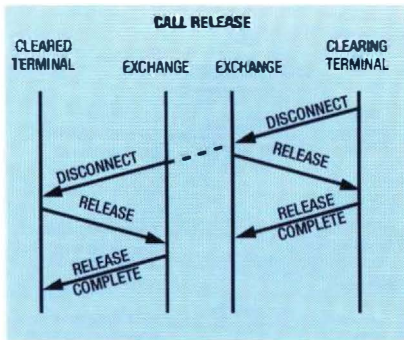 CALL RELEASE
CLEARED TERMINAL
EXCHANGE
EXCHANGE
CLEARING TERMINAL
DISCONNECT
RELEASE
RELEASE COMPLETE
DISCONNECT
RELEASE
RELEASE COMPLETE